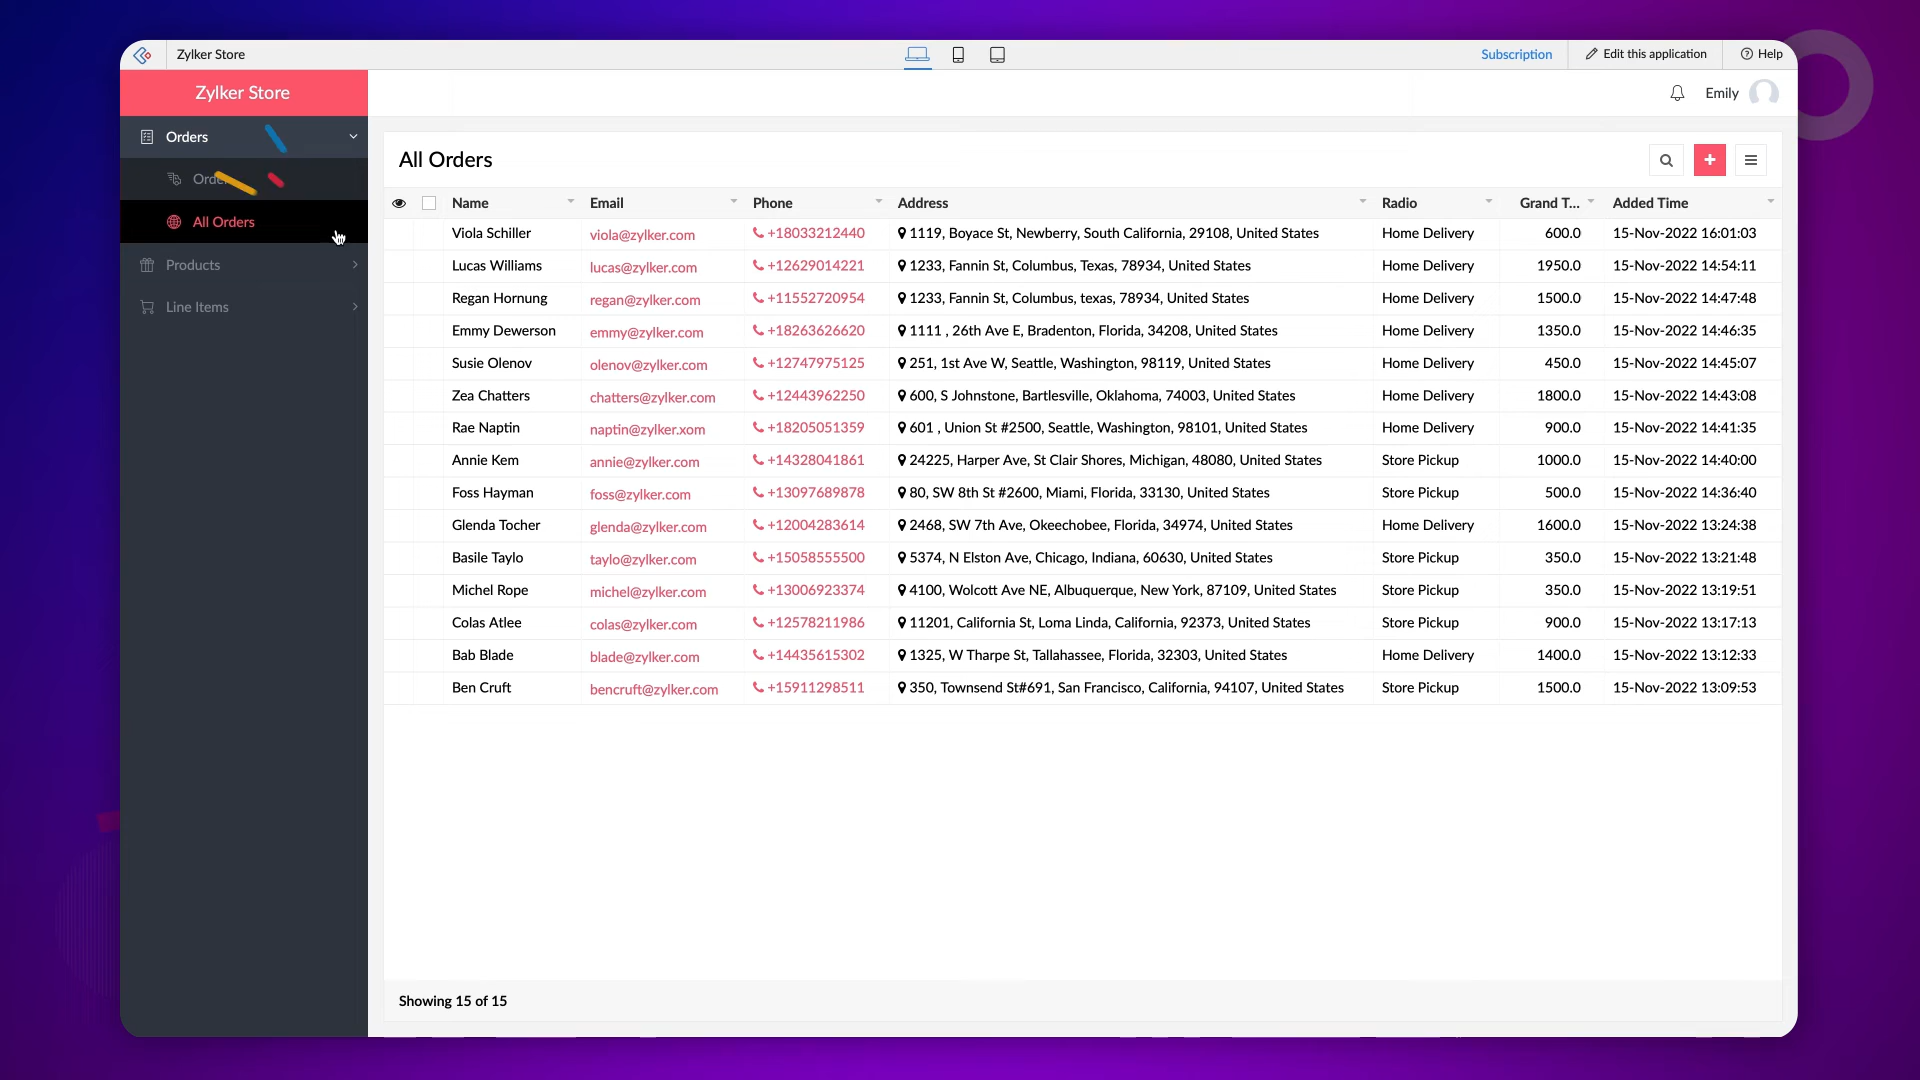 Zylker Store
Subscription
Edit this application
Help
Zylker Store
Emily
Orders
All Orders
Products
Line Items
All Orders
Name Email Phone Address Radio Grand T... Added Time
Viola Schiller viola@zylker.com +18033212440 1119, Boyace St, Newberry, South California, 29108, United States Home Delivery 600.0 15-Nov-2022 16:01:03
Lucas Williams lucas@zylker.com +12629014221 1233, Fannin St, Columbus, Texas, 78934, United States Home Delivery 1950.0 15-Nov-2022 14:54:11
Regan Hornung regan@zylker.com +11552720954 1233, Fannin St, Columbus, texas, 78934, United States Home Delivery 1500.0 15-Nov-2022 14:47:48
Emmy Dewerson emmy@zylker.com +18263626620 1111 , 26th Ave E, Bradenton, Florida, 34208, United States Home Delivery 1350.0 15-Nov-2022 14:46:35
Susie Olenov olenov@zylker.com +12747975125 251, 1st Ave W, Seattle, Washington, 98119, United States Home Delivery 450.0 15-Nov-2022 14:45:07
Zea Chatters chatters@zylker.com +12443962250 600, S Johnstone, Bartlesville, Oklahoma, 74003, United States Home Delivery 1800.0 15-Nov-2022 14:43:08
Rae Naptin naptin@zylker.xom +18205051359 601 , Union St #2500, Seattle, Washington, 98101, United States Home Delivery 900.0 15-Nov-2022 14:41:35
Annie Kem annie@zylker.com +14328041861 24225, Harper Ave, St Clair Shores, Michigan, 48080, United States Store Pickup 1000.0 15-Nov-2022 14:40:00
Foss Hayman foss@zylker.com +13097689878 80, SW 8th St #2600, Miami, Florida, 33130, United States Store Pickup 500.0 15-Nov-2022 14:36:40
Glenda Tocher glenda@zylker.com +12004283614 2468, SW 7th Ave, Okeechobee, Florida, 34974, United States Home Delivery 1600.0 15-Nov-2022 13:24:38
Basile Taylo taylo@zylker.com +15058555500 5374, N Elston Ave, Chicago, Indiana, 60630, United States Store Pickup 350.0 15-Nov-2022 13:21:48
Michel Rope michel@zylker.com +13006923374 4100, Wolcott Ave NE, Albuquerque, New York, 87109, United States Store Pickup 350.0 15-Nov-2022 13:19:51
Colas Atlee colas@zylker.com +12578211986 11201, California St, Loma Linda, California, 92373, United States Store Pickup 900.0 15-Nov-2022 13:17:13
Bab Blade blade@zylker.com +14435615302 1325, W Tharpe St, Tallahassee, Florida, 32303, United States Home Delivery 1400.0 15-Nov-2022 13:12:33
Ben Cruft bencruft@zylker.com +15911298511 350, Townsend St#691, San Francisco, California, 94107, United States Store Pickup 1500.0 15-Nov-2022 13:09:53
Showing 15 of 15